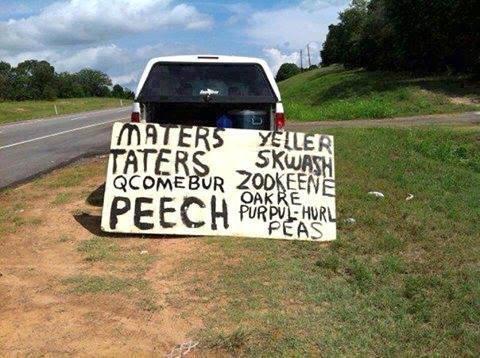 MATERS
TATERS
QCOMEBUR
PEECH
YELLER
SKWASH
ZODKEENE
OAKRE
PURPUL-HURL
PEAS